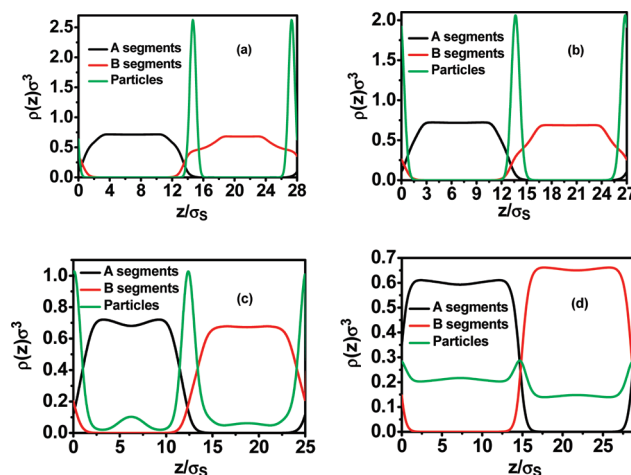 (a)
A segments
B segments
Particles
ρ(z)σ³
2.5
2.0
1.5
1.0
0.5
0.0
0 4 8 12 16 20 24 28
z/σS
(b)
A segments
B segments
Particles
ρ(z)σ³
2.0
1.5
1.0
0.5
0.0
0 3 6 9 12 15 18 21 24 27
z/σS
(c)
A segments
B segments
Particles
ρ(z)σ³
1.0
0.8
0.6
0.4
0.2
0.0
0 5 10 15 20 25
z/σS
(d)
A segments
B segments
Particles
ρ(z)σ³
0.7
0.6
0.5
0.4
0.3
0.2
0.1
0.0
0 5 10 15 20 25
z/σS